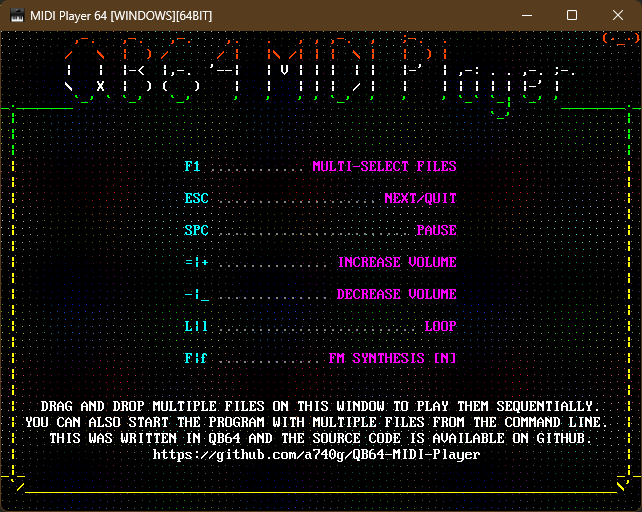 MIDI Player 64 [WINDOWS][64BIT]
QB64 MIDI Player
F1 ............ MULTI-SELECT FILES
ESC .................... NEXT/QUIT
SPC ........................ PAUSE
=|+ .............. INCREASE VOLUME
-|_ .............. DECREASE VOLUME
L|l ......................... LOOP
F|f ............. FM SYNTHESIS [N]
DRAG AND DROP MULTIPLE FILES ON THIS WINDOW TO PLAY THEM SEQUENTIALLY.
YOU CAN ALSO START THE PROGRAM WITH MULTIPLE FILES FROM THE COMMAND LINE.
THIS WAS WRITTEN IN QB64 AND THE SOURCE CODE IS AVAILABLE ON GITHUB.
https://github.com/a740g/QB64-MIDI-Player